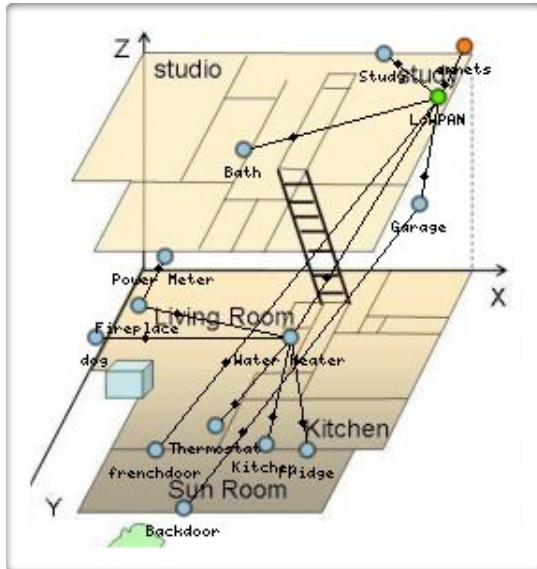 Z
studio
study
Study
LoWPAN
Bath
Garage
Power Meter
X
Living Room
Fireplace
Water Heater
dog
Kitchen
Thermostat
Kitchen
Fridge
frenchdoor
Sun Room
Y
Backdoor